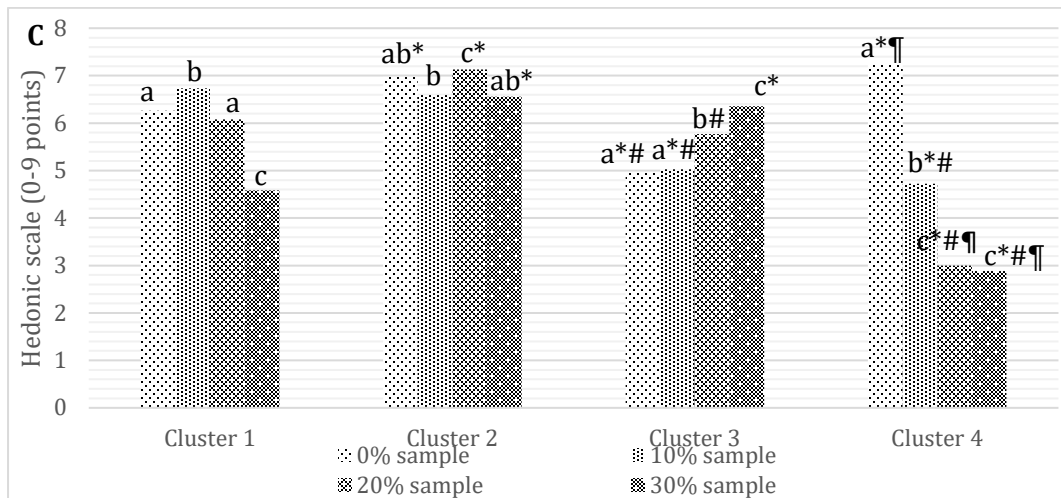 C
Hedonic scale (0-9 points)
8
7
6
5
4
3
2
1
0
a
b
a
c
ab*
b
c*
ab*
a*#
a*#
b#
c*
a*¶
b*#
c*#¶
c*#¶
Cluster 1
Cluster 2
Cluster 3
Cluster 4
0% sample
10% sample
20% sample
30% sample